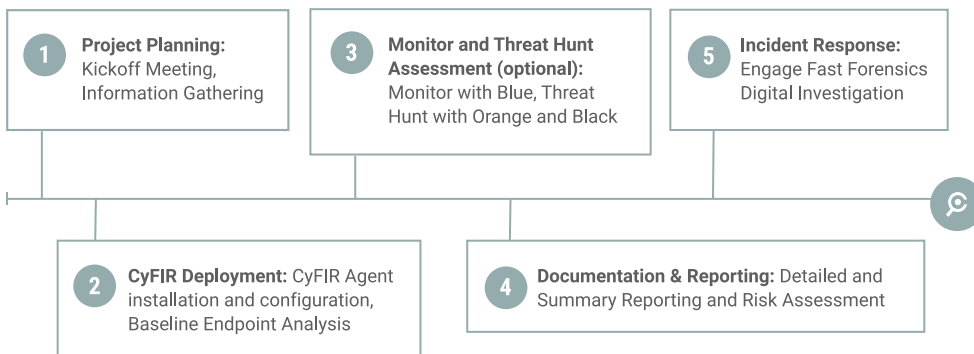 1
Project Planning:
Kickoff Meeting,
Information Gathering
2
CyFIR Deployment: CyFIR Agent
installation and configuration,
Baseline Endpoint Analysis
3
Monitor and Threat Hunt
Assessment (optional):
Monitor with Blue, Threat
Hunt with Orange and Black
4
Documentation & Reporting: Detailed and
Summary Reporting and Risk Assessment
5
Incident Response:
Engage Fast Forensics
Digital Investigation